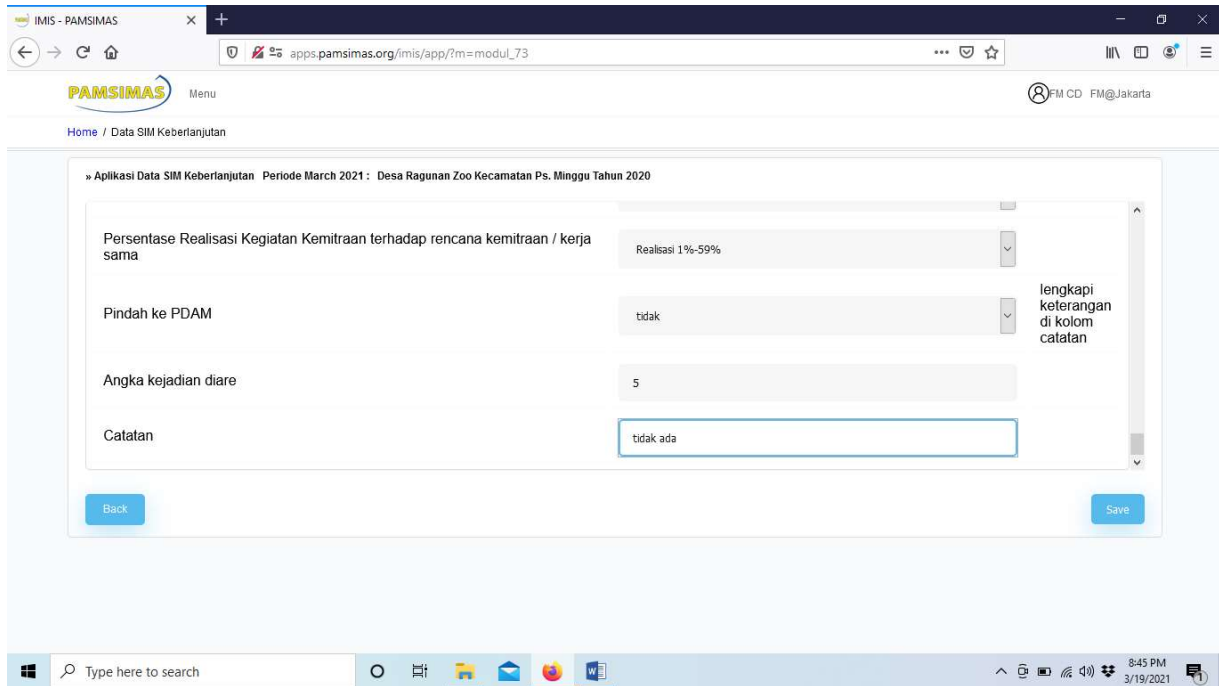 IMIS - PAMSIMAS
apps.pamsimas.org/imis/app/?m=modul_73
PAMSIMAS Menu FM CD FM@Jakarta
Home / Data SIM Keberlanjutan
» Aplikasi Data SIM Keberlanjutan Periode March 2021 : Desa Ragunan Zoo Kecamatan Ps. Minggu Tahun 2020
Persentase Realisasi Kegiatan Kemitraan terhadap rencana kemitraan / kerja
sama
Realisasi 1%-59%
Pindah ke PDAM
tidak
lengkapi
keterangan
di kolom
catatan
Angka kejadian diare
5
Catatan
tidak ada
Back
Save
Type here to search
8:45 PM
3/19/2021
1